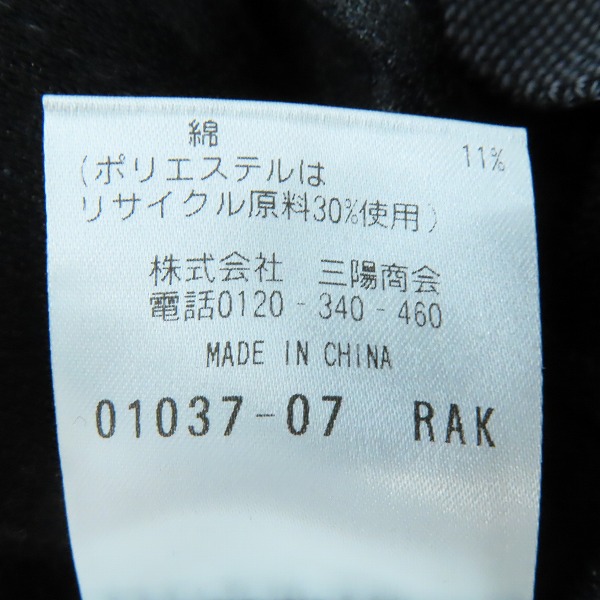 綿 11%
(ポリエステルは
リサイクル原料30%使用)
株式会社 三陽商会
電話0120-340-460
MADE IN CHINA
01037-07 RAK